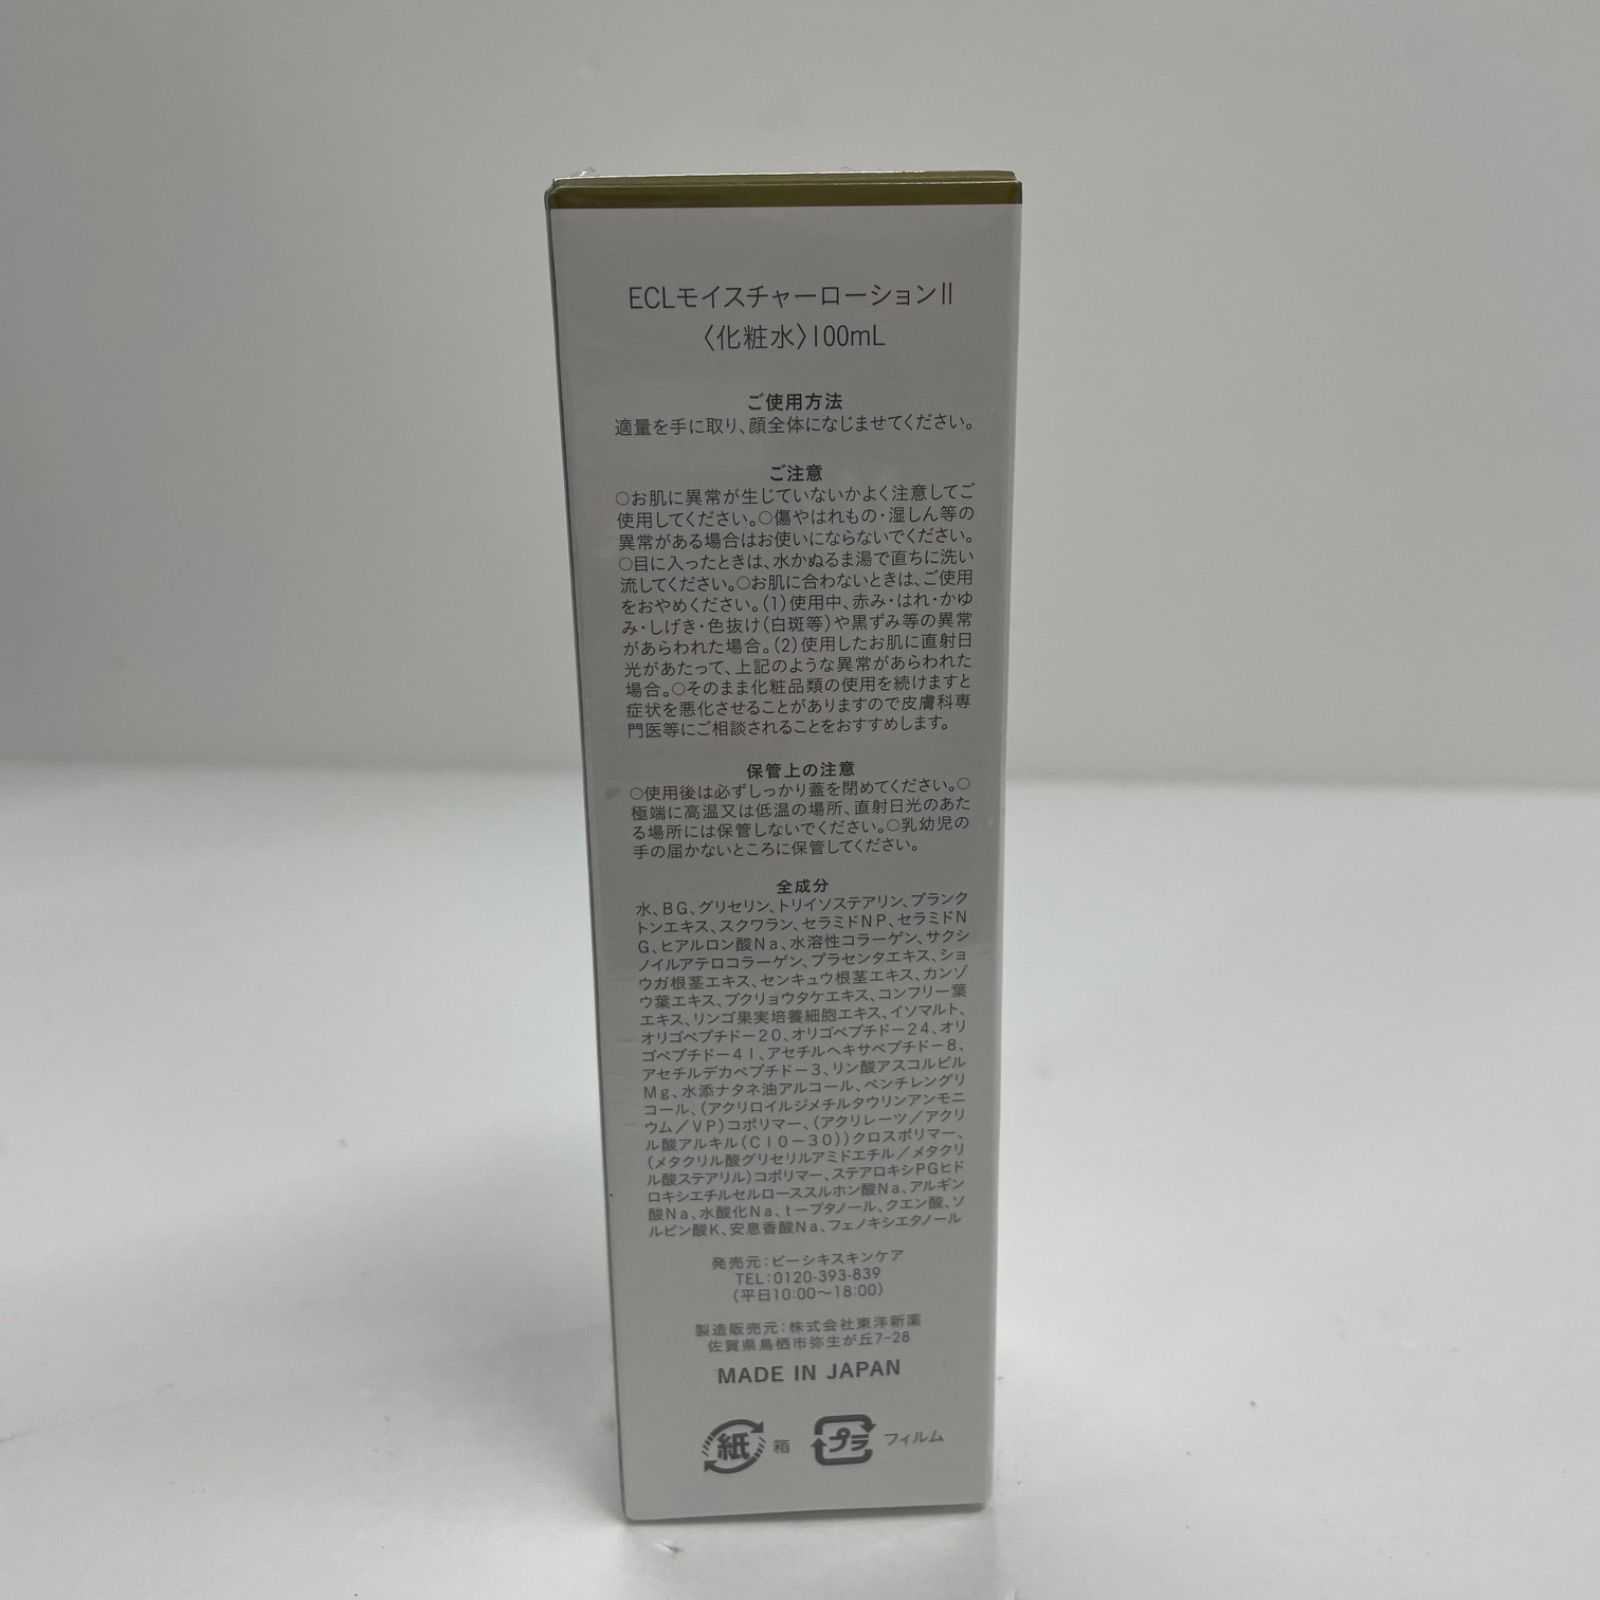 ECLモイスチャーローションII
〈化粧水〉100mL
ご使用方法
適量を手に取り、顔全体になじませてください。
ご注意
○お肌に異常が生じていないかよく注意してご
使用してください。○傷やはれもの・湿しん等の
異常がある場合はお使いにならないでください。
○目に入ったときは、水かぬるま湯で直ちに洗い
流してください。○お肌に合わないときは、ご使用
をおやめください。(1)使用中、赤み・はれ・かゆ
み・しげき・色抜け(白斑等)や黒ずみ等の異常
があらわれた場合。(2)使用したお肌に直射日
光があたって、上記のような異常があらわれた
場合。○そのまま化粧品類の使用を続けますと
症状を悪化させることがありますので皮膚科専
門医等にご相談されることをおすすめします。
保管上の注意
○使用後は必ずしっかり蓋を閉めてください。○
極端に高温又は低温の場所、直射日光のあた
る場所には保管しないでください。○乳幼児の
手の届かないところに保管してください。
全成分
水、BG、グリセリン、トリイソステアリン、プランク
トンエキス、スクワラン、セラミドNP、セラミドN
G、ヒアルロン酸Na、水溶性コラーゲン、サクシ
ノイルアテロコラーゲン、プラセンタエキス、ショ
ウガ根茎エキス、センキュウ根茎エキス、カンゾ
ウ葉エキス、ブクリョウタケエキス、コンフリー葉
エキス、リンゴ果実培養細胞エキス、イソマルト、
オリゴペプチドー20、オリゴペプチドー24、オリ
ゴペプチドー41、アセチルヘキサペプチドー8、
アセチルデカペプチドー3、リン酸アスコルビル
Mg、水添ナタネ油アルコール、ペンチレングリ
コール、(アクリロイルジメチルタウリンアンモニ
ウム/VP)コポリマー、(アクリレーツ/アクリ
ル酸アルキル(C10-30))クロスポリマー、
(メタクリル酸グリセリルアミドエチル/メタクリ
ル酸ステアリル)コポリマー、ステアロキシPGヒド
ロキシエチルセルローススルホン酸Na、アルギン
酸Na、水酸化Na、t-ブタノール、クエン酸、ソ
ルビン酸K、安息香酸Na、フェノキシエタノール
発売元:ビーシキスキンケア
TEL:0120-393-839
(平日10:00〜18:00)
製造販売元:株式会社東洋新薬
佐賀県鳥栖市弥生が丘7-28
MADE IN JAPAN
紙 箱 プラ フィルム